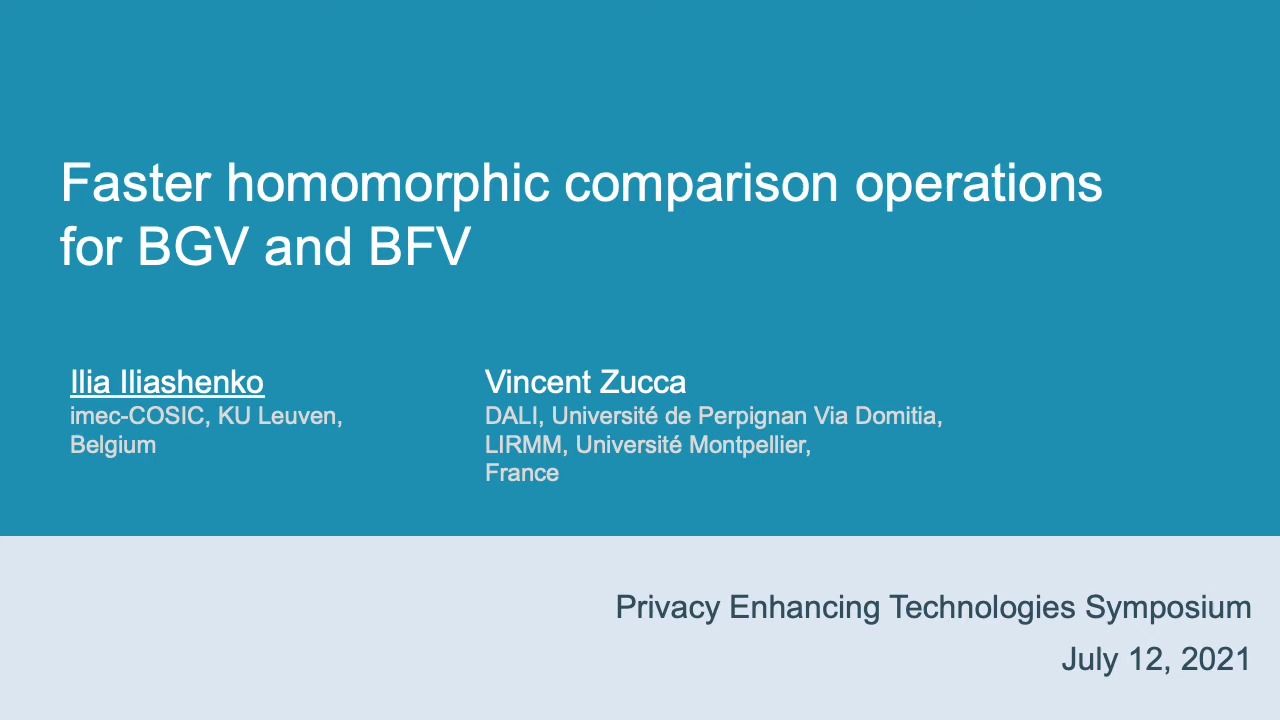 Faster homomorphic comparison operations
for BGV and BFV
Ilia Iliashenko
imec-COSIC, KU Leuven,
Belgium
Vincent Zucca
DALI, Université de Perpignan Via Domitia,
LIRMM, Université Montpellier,
France
Privacy Enhancing Technologies Symposium
July 12, 2021